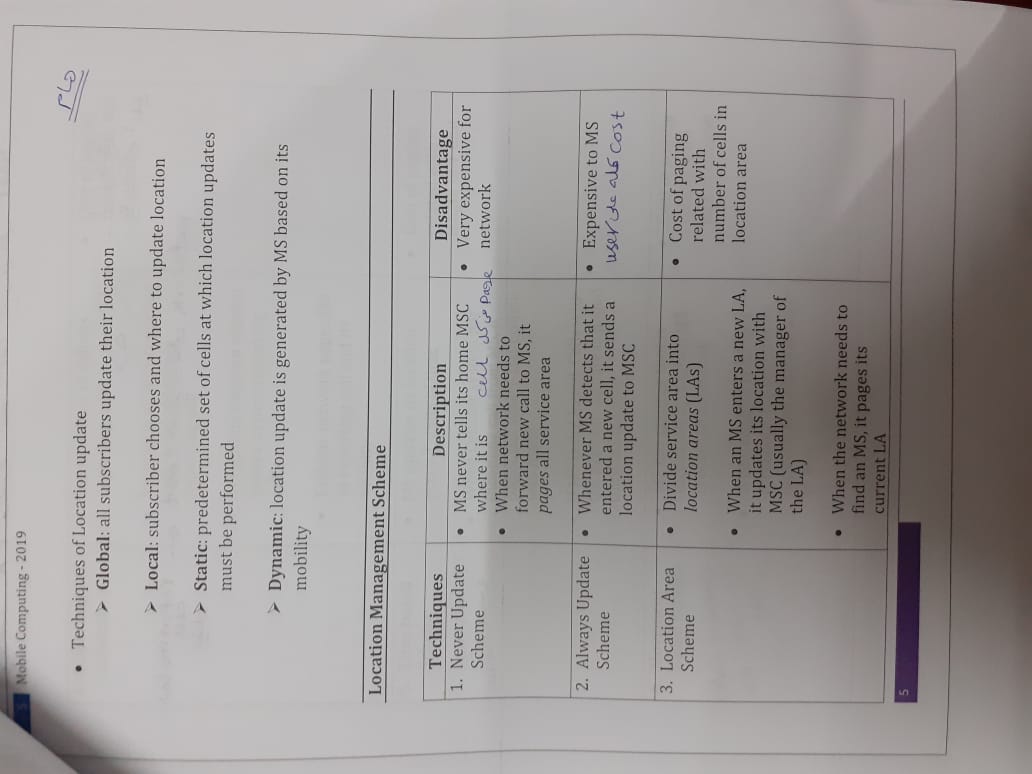 5 Mobile Computing - 2019
• Techniques of Location update
➢ Global: all subscribers update their location
➢ Local: subscriber chooses and where to update location
➢ Static: predetermined set of cells at which location updates
must be performed
➢ Dynamic: location update is generated by MS based on its
mobility
Location Management Scheme
Techniques
Description
Disadvantage
1. Never Update
Scheme
• MS never tells its home MSC
where it is
cell page
• When network needs to
forward new call to MS, it
pages all service area
• Very expensive for
network
2. Always Update
Scheme
• Whenever MS detects that it
entered a new cell, it sends a
location update to MSC
• Expensive to MS
user cost
3. Location Area
Scheme
• Divide service area into
location areas (LAs)
• When an MS enters a new LA,
it updates its location with
MSC (usually the manager of
the LA)
• When the network needs to
find an MS, it pages its
current LA
• Cost of paging
related with
number of cells in
location area
5